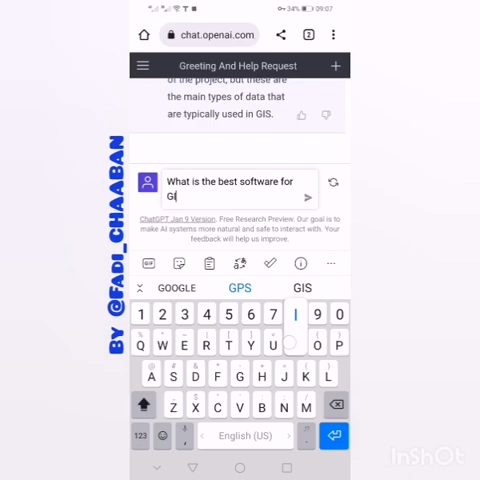 34% 09:07
chat.openai.com 2
Greeting And Help Request
of the project, but these are
the main types of data that
are typically used in GIS.
What is the best software for
GI
ChatGPT Jan 9 Version. Free Research Preview. Our goal is to
make AI systems more natural and safe to interact with. Your
feedback will help us improve.
GIF
GOOGLE GPS GIS
1 2 3 4 5 6 7 I 9 0
Q W E R T Y U O P
A S D F G H J K L
Z X C V B N M
123 , English (US) .
BY @FADI_CHAABAN
InShOt